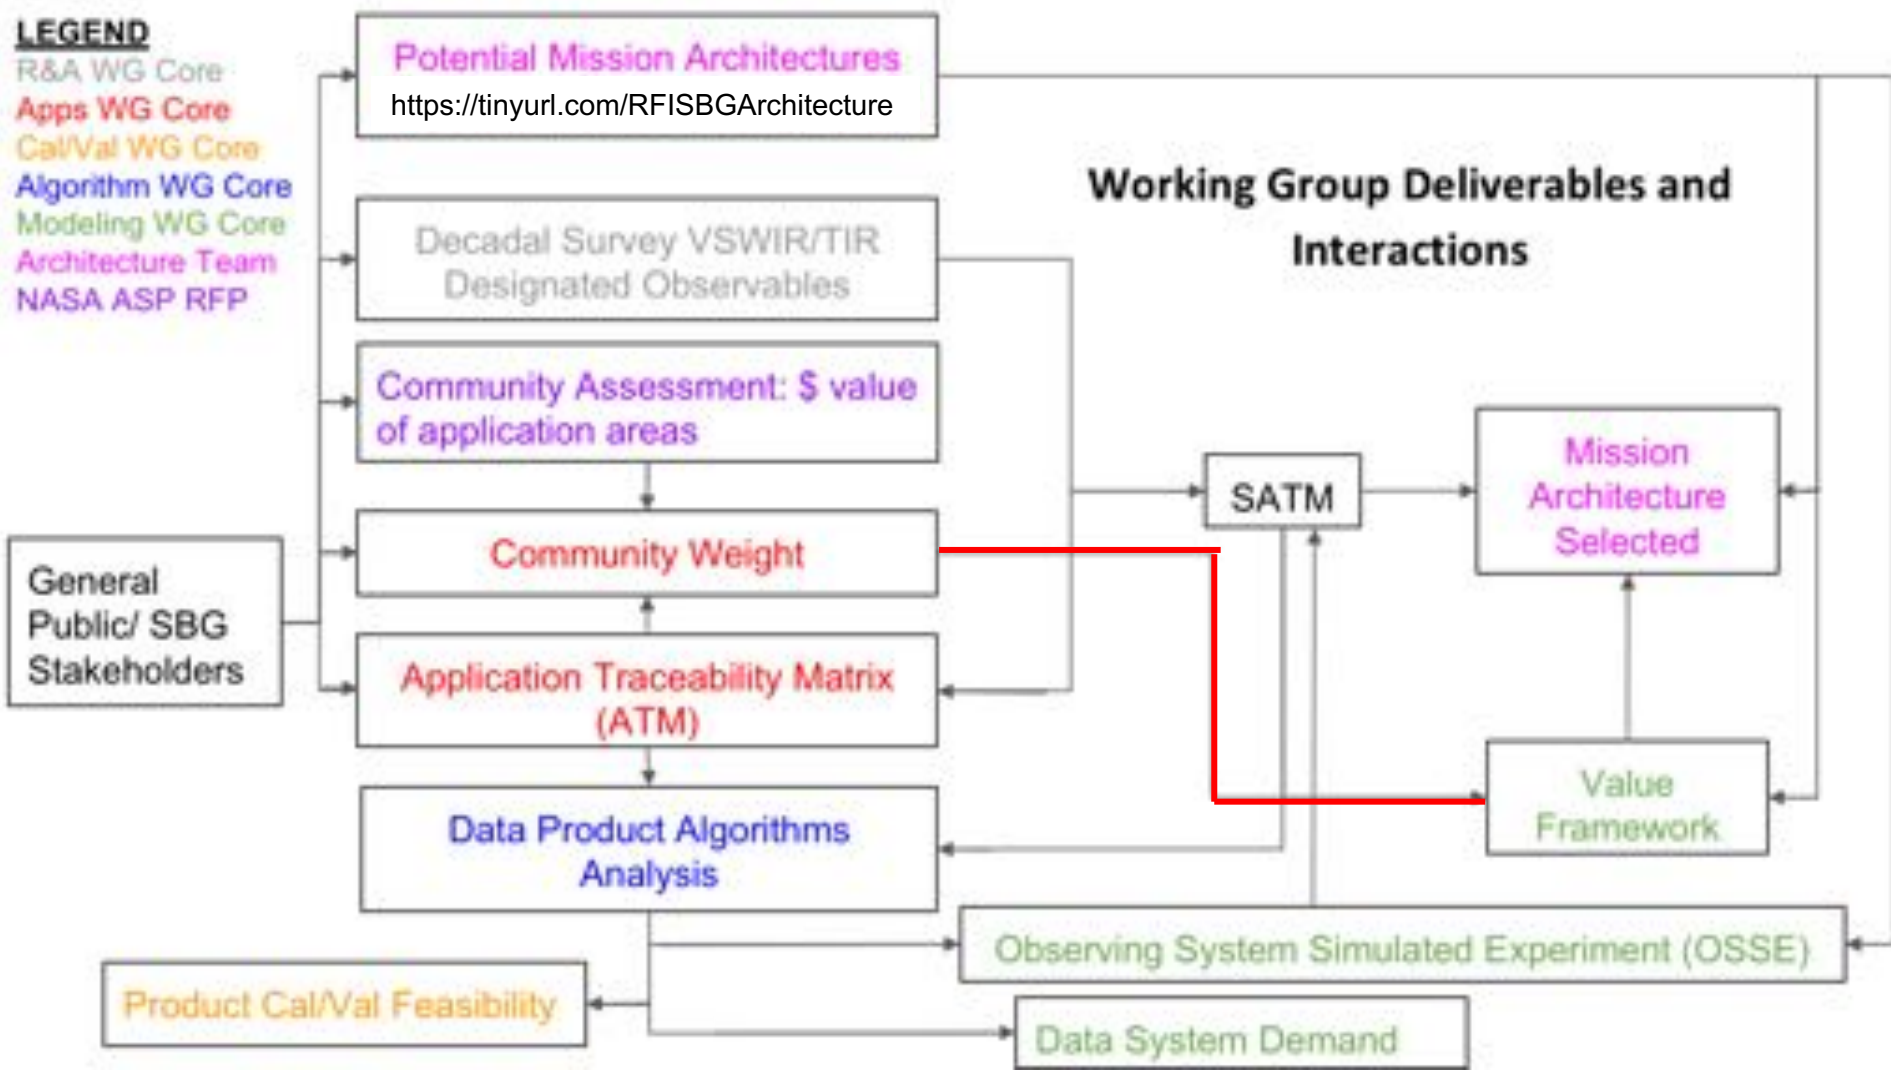 LEGEND
R&A WG Core
Apps WG Core
Cal/Val WG Core
Algorithm WG Core
Modeling WG Core
Architecture Team
NASA ASP RFP
Potential Mission Architectures
https://tinyurl.com/RFISBGArchitecture
Working Group Deliverables and
Interactions
Decadal Survey VSWIR/TIR
Designated Observables
Community Assessment: $ value
of application areas
Community Weight
General
Public/ SBG
Stakeholders
Application Traceability Matrix
(ATM)
SATM
Mission
Architecture
Selected
Data Product Algorithms
Analysis
Value
Framework
Observing System Simulated Experiment (OSSE)
Product Cal/Val Feasibility
Data System Demand